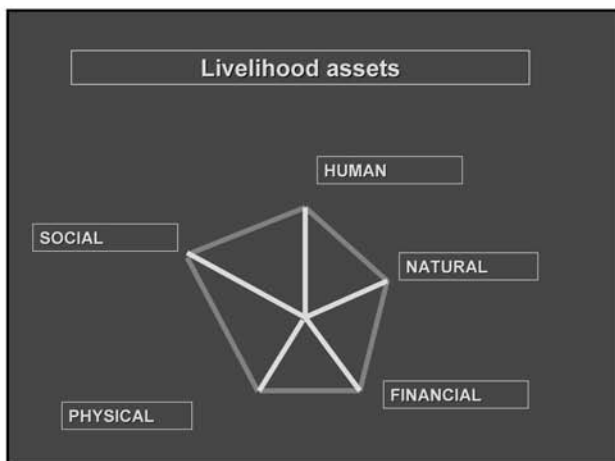 Livelihood assets
HUMAN
SOCIAL
NATURAL
FINANCIAL
PHYSICAL